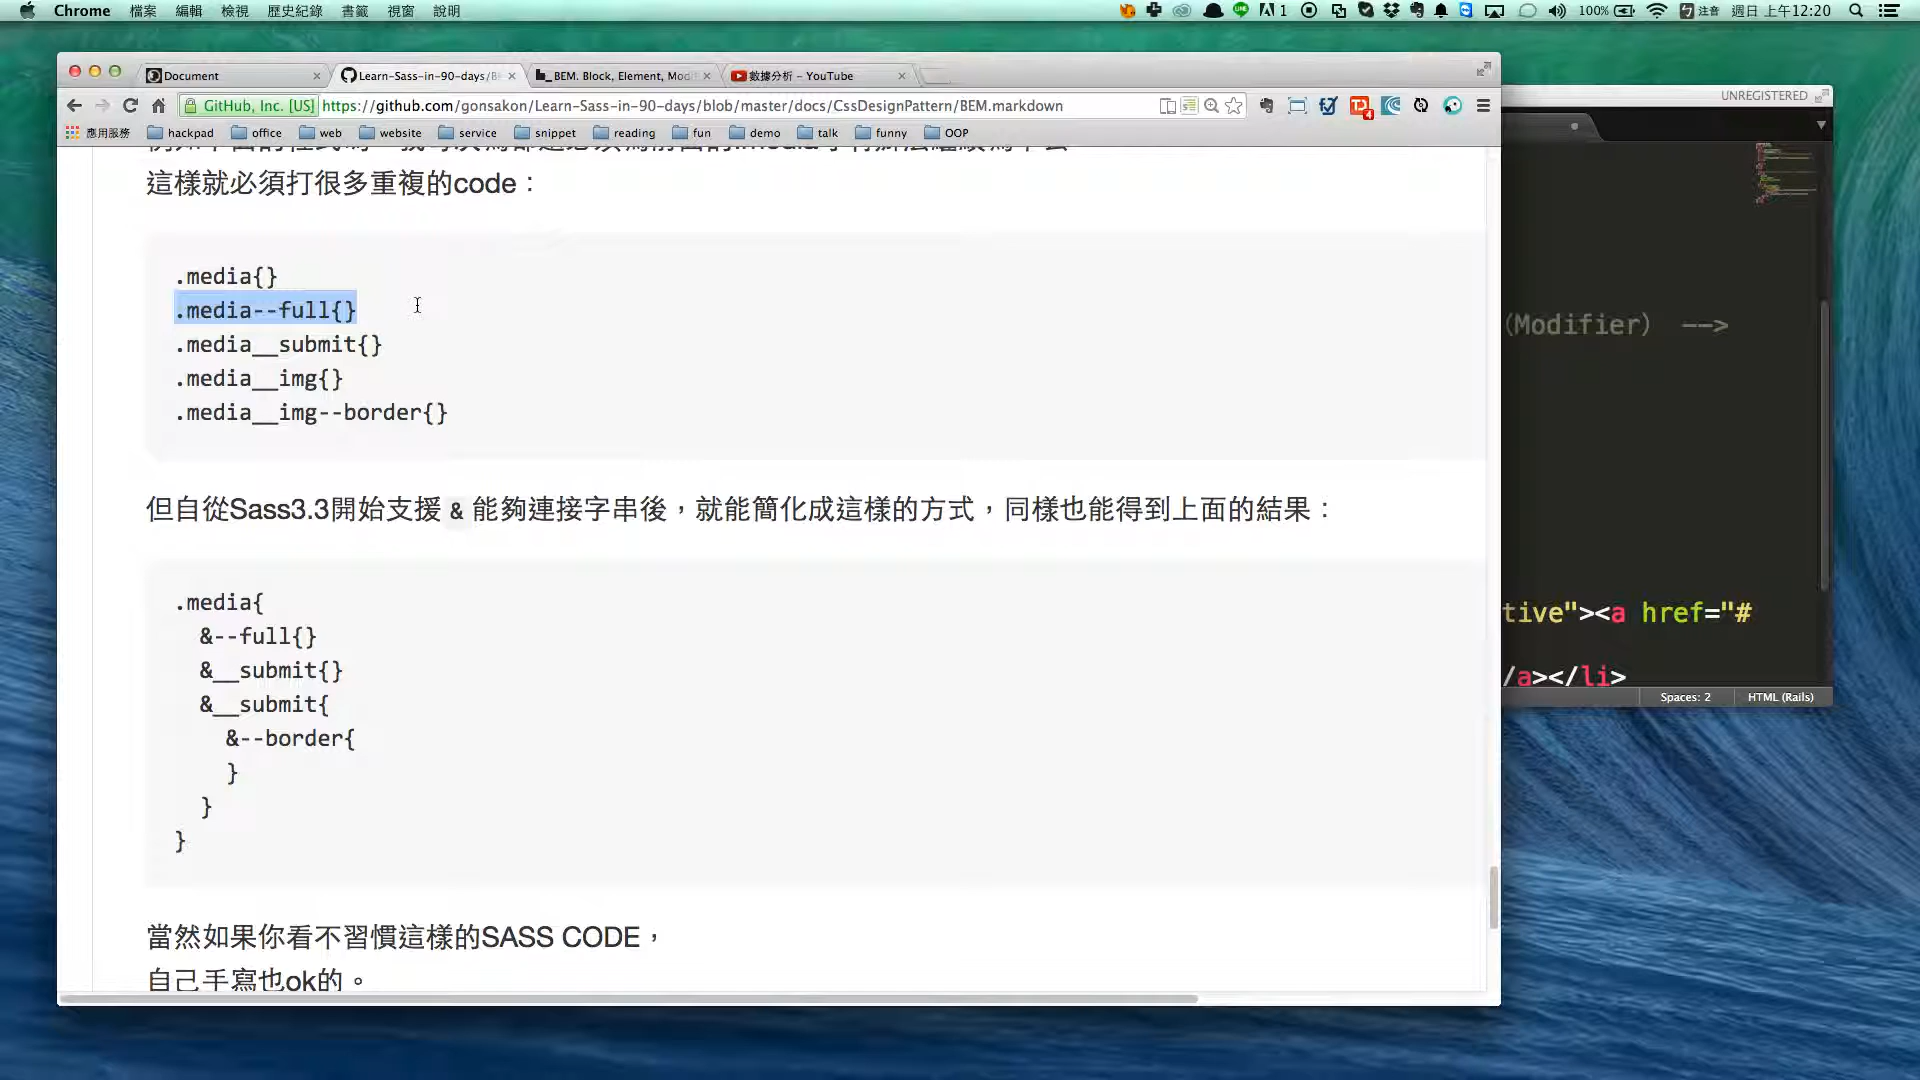 Chrome 檔案 編輯 檢視 歷史紀錄 書籤 視窗 說明 1 100% 注音 週日 上午12:20
Document Learn-Sass-in-90-days/BE BEM. Block, Element, Mod 數據分析 - YouTube
GitHub, Inc. [US] https://github.com/gonsakon/Learn-Sass-in-90-days/blob/master/docs/CssDesignPattern/BEM.markdown
應用服務 hackpad office web website service snippet reading fun demo talk funny OOP
這樣就必須打很多重複的code：
.media{}
.media--full{}
.media__submit{}
.media__img{}
.media__img--border{}
但自從Sass3.3開始支援 & 能夠連接字串後，就能簡化成這樣的方式，同樣也能得到上面的結果：
.media{
&--full{}
&__submit{}
&__submit{
&--border{
}
}
}
當然如果你看不習慣這樣的SASS CODE，
自己手寫也ok的。
UNREGISTERED
(Modifier) -->
tive"><a href="#
/a></li>
Spaces: 2 HTML (Rails)